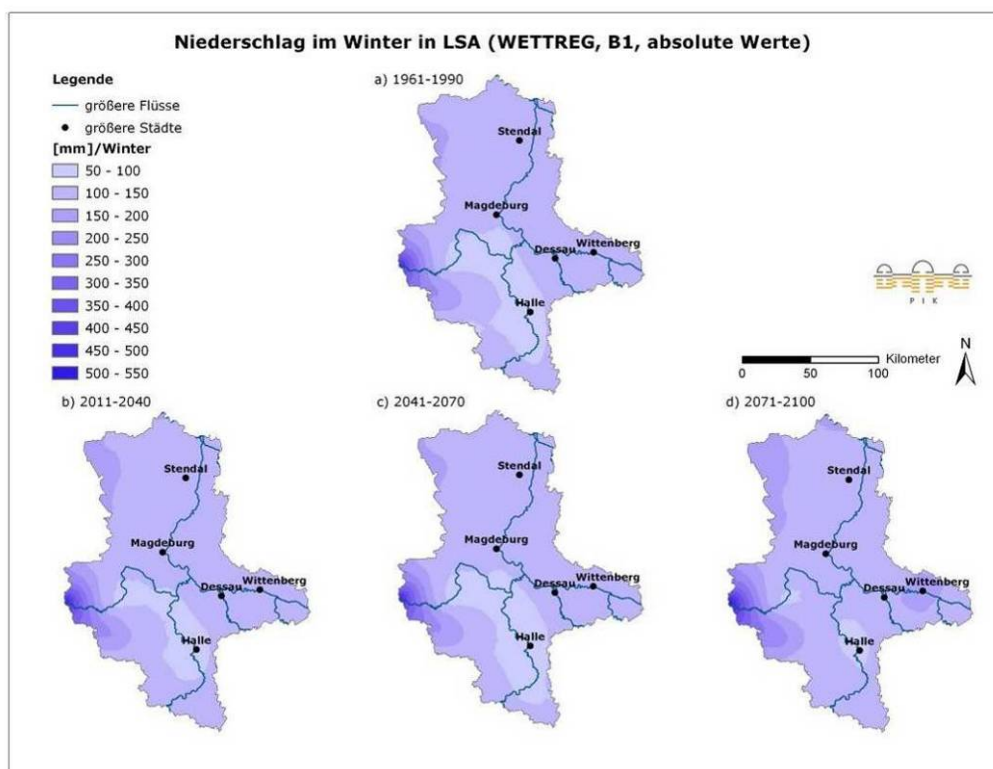 Niederschlag im Winter in LSA (WETTREG, B1, absolute Werte)
Legende
größere Flüsse
größere Städte
[mm]/Winter
50 - 100
100 - 150
150 - 200
200 - 250
250 - 300
300 - 350
350 - 400
400 - 450
450 - 500
500 - 550
a) 1961-1990
Stendal
Magdeburg
Dessau
Wittenberg
Halle
P I K
Kilometer
0 50 100
N
b) 2011-2040
Stendal
Magdeburg
Dessau
Wittenberg
Halle
c) 2041-2070
Stendal
Magdeburg
Dessau
Wittenberg
Halle
d) 2071-2100
Stendal
Magdeburg
Dessau
Wittenberg
Halle